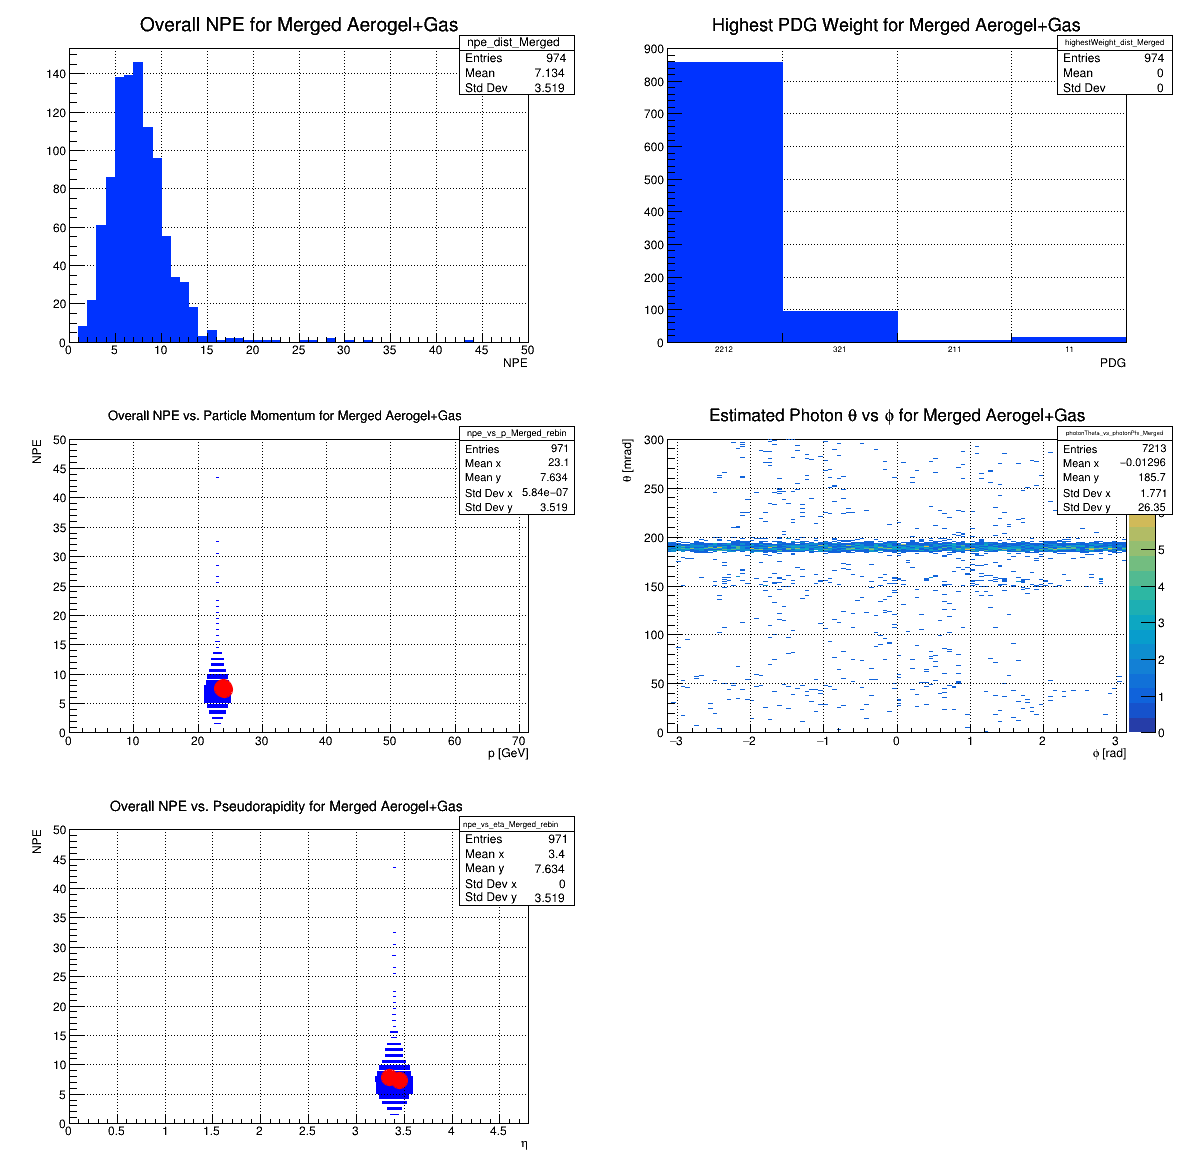 Overall NPE for Merged Aerogel+Gas
npe_dist_Merged
Entries 974
Mean 7.134
Std Dev 3.519
140
120
100
80
60
40
20
0
0 5 10 15 20 25 30 35 40 45 50
NPE
Highest PDG Weight for Merged Aerogel+Gas
highestWeight_dist_Merged
Entries 974
Mean 0
Std Dev 0
900
800
700
600
500
400
300
200
100
0
2212 321 211 11
PDG
Overall NPE vs. Particle Momentum for Merged Aerogel+Gas
npe_vs_p_Merged_rebin
Entries 971
Mean x 23.1
Mean y 7.634
Std Dev x 5.84e−07
Std Dev y 3.519
NPE
50
45
40
35
30
25
20
15
10
5
0
0 10 20 30 40 50 60 70
p [GeV]
Estimated Photon θ vs ϕ for Merged Aerogel+Gas
photonTheta_vs_photonPhi_Merged
Entries 7213
Mean x −0.01296
Mean y 185.7
Std Dev x 1.771
Std Dev y 26.35
θ [mrad]
300
250
200
150
100
50
0
−3 −2 −1 0 1 2 3
ϕ [rad]
5
4
3
2
1
0
Overall NPE vs. Pseudorapidity for Merged Aerogel+Gas
npe_vs_eta_Merged_rebin
Entries 971
Mean x 3.4
Mean y 7.634
Std Dev x 0
Std Dev y 3.519
NPE
50
45
40
35
30
25
20
15
10
5
0
0 0.5 1 1.5 2 2.5 3 3.5 4 4.5
η